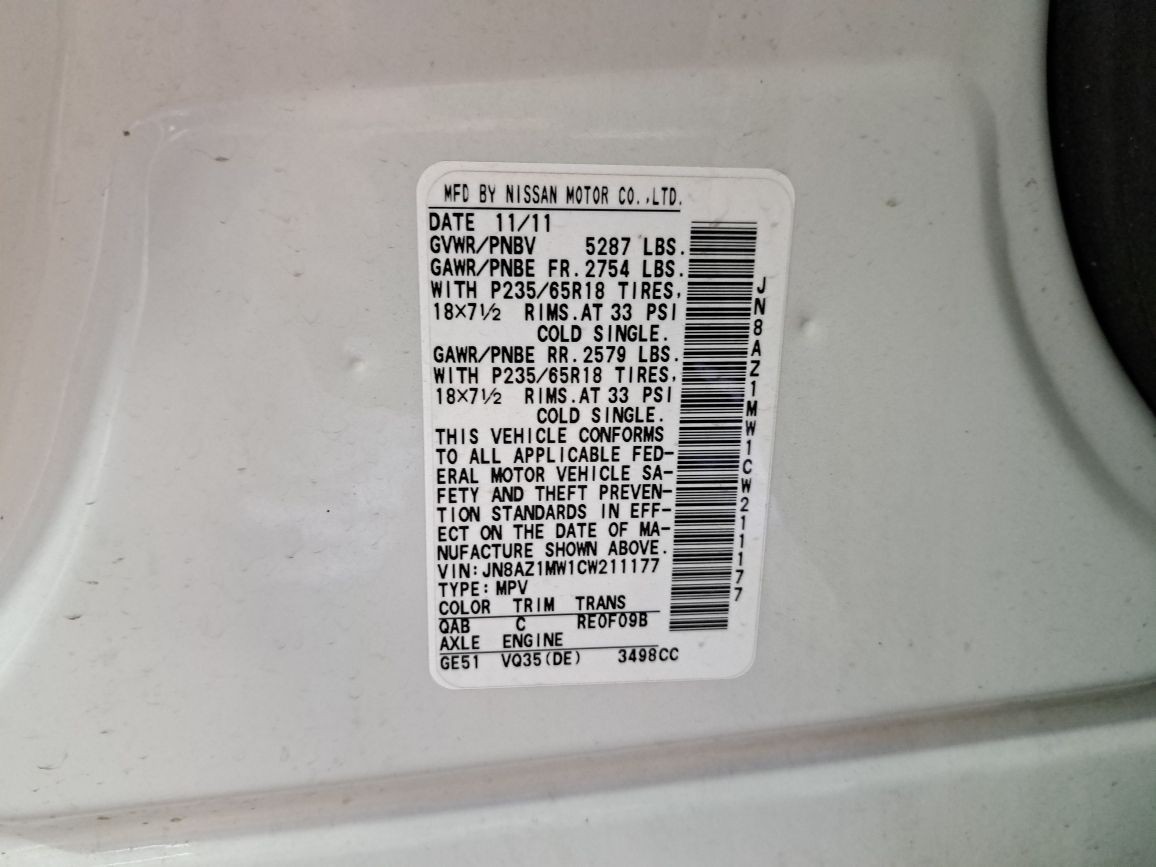 MFD BY NISSAN MOTOR CO.,LTD.
DATE 11/11
GVWR/PNBV 5287 LBS.
GAWR/PNBE FR. 2754 LBS.
WITH P235/65R18 TIRES,
18×7½ RIMS. AT 33 PSI
COLD SINGLE.
GAWR/PNBE RR. 2579 LBS.
WITH P235/65R18 TIRES,
18×7½ RIMS. AT 33 PSI
COLD SINGLE.
THIS VEHICLE CONFORMS
TO ALL APPLICABLE FED-
ERAL MOTOR VEHICLE SA-
FETY AND THEFT PREVEN-
TION STANDARDS IN EFF-
ECT ON THE DATE OF MA-
NUFACTURE SHOWN ABOVE.
VIN: JN8AZ1MW1CW211177
TYPE: MPV
COLOR TRIM TRANS
QAB C RE0F09B
AXLE ENGINE
GE51 VQ35(DE) 3498CC
JN8AZ1MW1CW211177